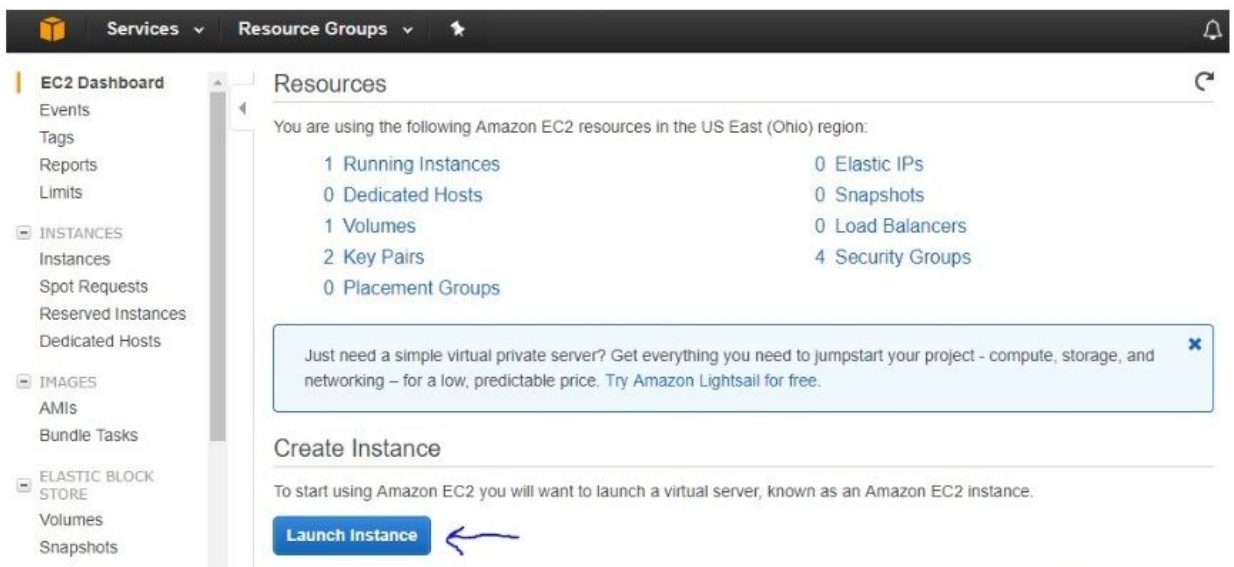 Services
Resource Groups
EC2 Dashboard
Events
Tags
Reports
Limits
INSTANCES
Instances
Spot Requests
Reserved Instances
Dedicated Hosts
IMAGES
AMIs
Bundle Tasks
ELASTIC BLOCK
STORE
Volumes
Snapshots
Resources
You are using the following Amazon EC2 resources in the US East (Ohio) region:
1 Running Instances
0 Dedicated Hosts
1 Volumes
2 Key Pairs
0 Placement Groups
0 Elastic IPs
0 Snapshots
0 Load Balancers
4 Security Groups
Just need a simple virtual private server? Get everything you need to jumpstart your project - compute, storage, and
networking – for a low, predictable price. Try Amazon Lightsail for free.
Create Instance
To start using Amazon EC2 you will want to launch a virtual server, known as an Amazon EC2 instance.
Launch Instance